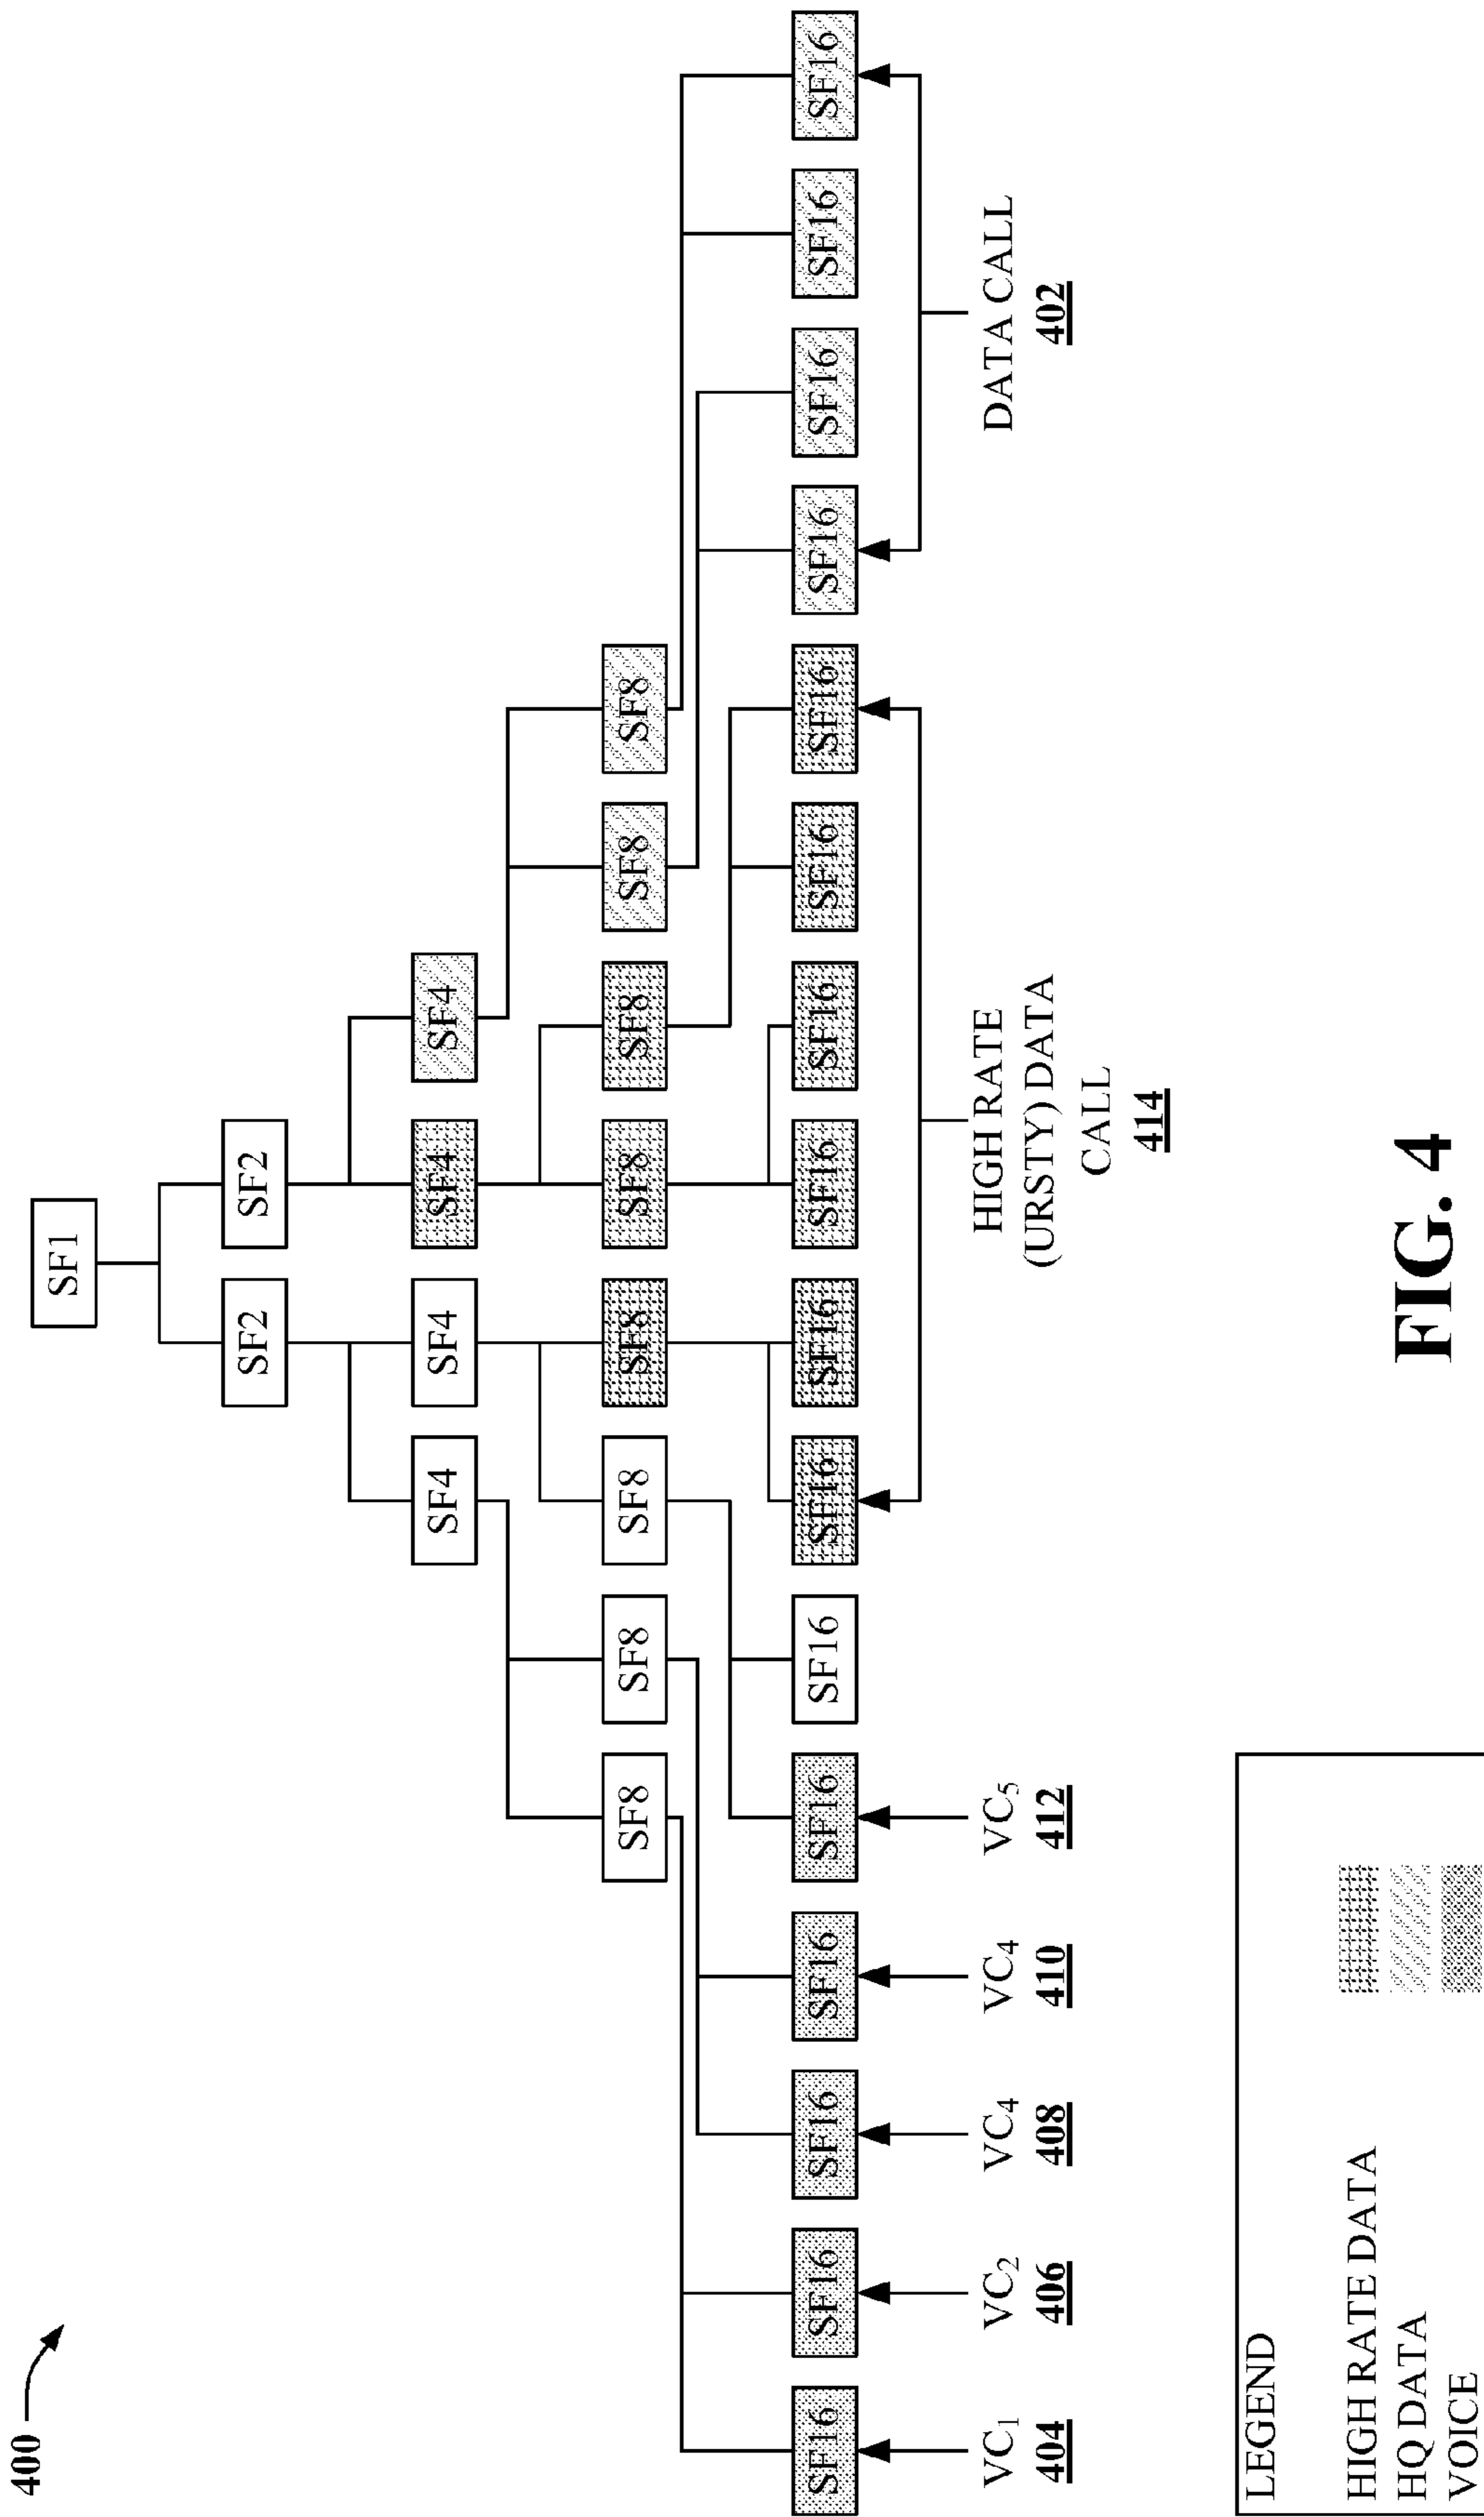 400
SF1
SF2 SF2
SF4 SF4 SF4 SF4
SF8 SF8 SF8 SF8 SF8 SF8 SF8 SF8
SF16 SF16 SF16 SF16 SF16 SF16 SF16 SF16 SF16 SF16 SF16 SF16 SF16 SF16 SF16 SF16
VC₁
404
VC₂
406
VC₄
408
VC₄
410
VC₅
412
HIGH RATE
(URSTY) DATA
CALL
414
DATA CALL
402
LEGEND
HIGH RATE DATA
HQ DATA
VOICE
FIG. 4